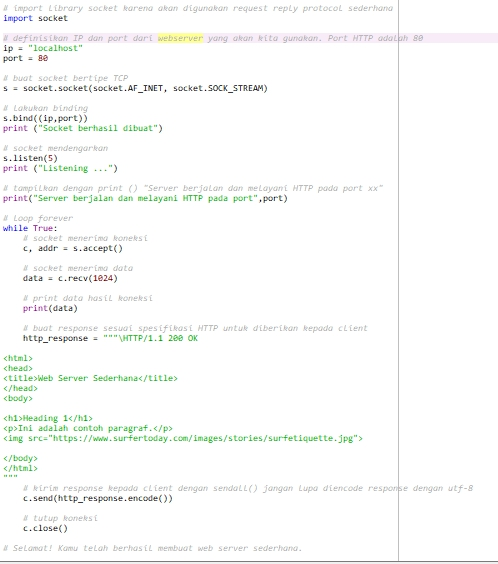 # import library socket karena akan digunakan request reply protocol sederhana
import socket
# definisikan IP dan port dari webserver yang akan kita gunakan. Port HTTP adalah 80
ip = "localhost"
port = 80
# buat socket bertipe TCP
s = socket.socket(socket.AF_INET, socket.SOCK_STREAM)
# Lakukan binding
s.bind((ip,port))
print ("Socket berhasil dibuat")
# socket mendengarkan
s.listen(5)
print ("Listening ...")
# tampilkan dengan print () "Server berjalan dan melayani HTTP pada port xx"
print("Server berjalan dan melayani HTTP pada port",port)
# Loop forever
while True:
    # socket menerima koneksi
    c, addr = s.accept()
    # socket menerima data
    data = c.recv(1024)
    # print data hasil koneksi
    print(data)
    # buat response sesuai spesifikasi HTTP untuk diberikan kepada client
    http_response = """\HTTP/1.1 200 OK
<html>
<head>
<title>Web Server Sederhana</title>
</head>
<body>
<h1>Heading 1</h1>
<p>Ini adalah contoh paragraf.</p>
<img src="https://www.surfertoday.com/images/stories/surfetiquette.jpg">
</body>
</html>
"""
    # kirim response kepada client dengan sendall() jangan lupa diencode response dengan utf-8
    c.send(http_response.encode())
    # tutup koneksi
    c.close()
# Selamat! Kamu telah berhasil membuat web server sederhana.